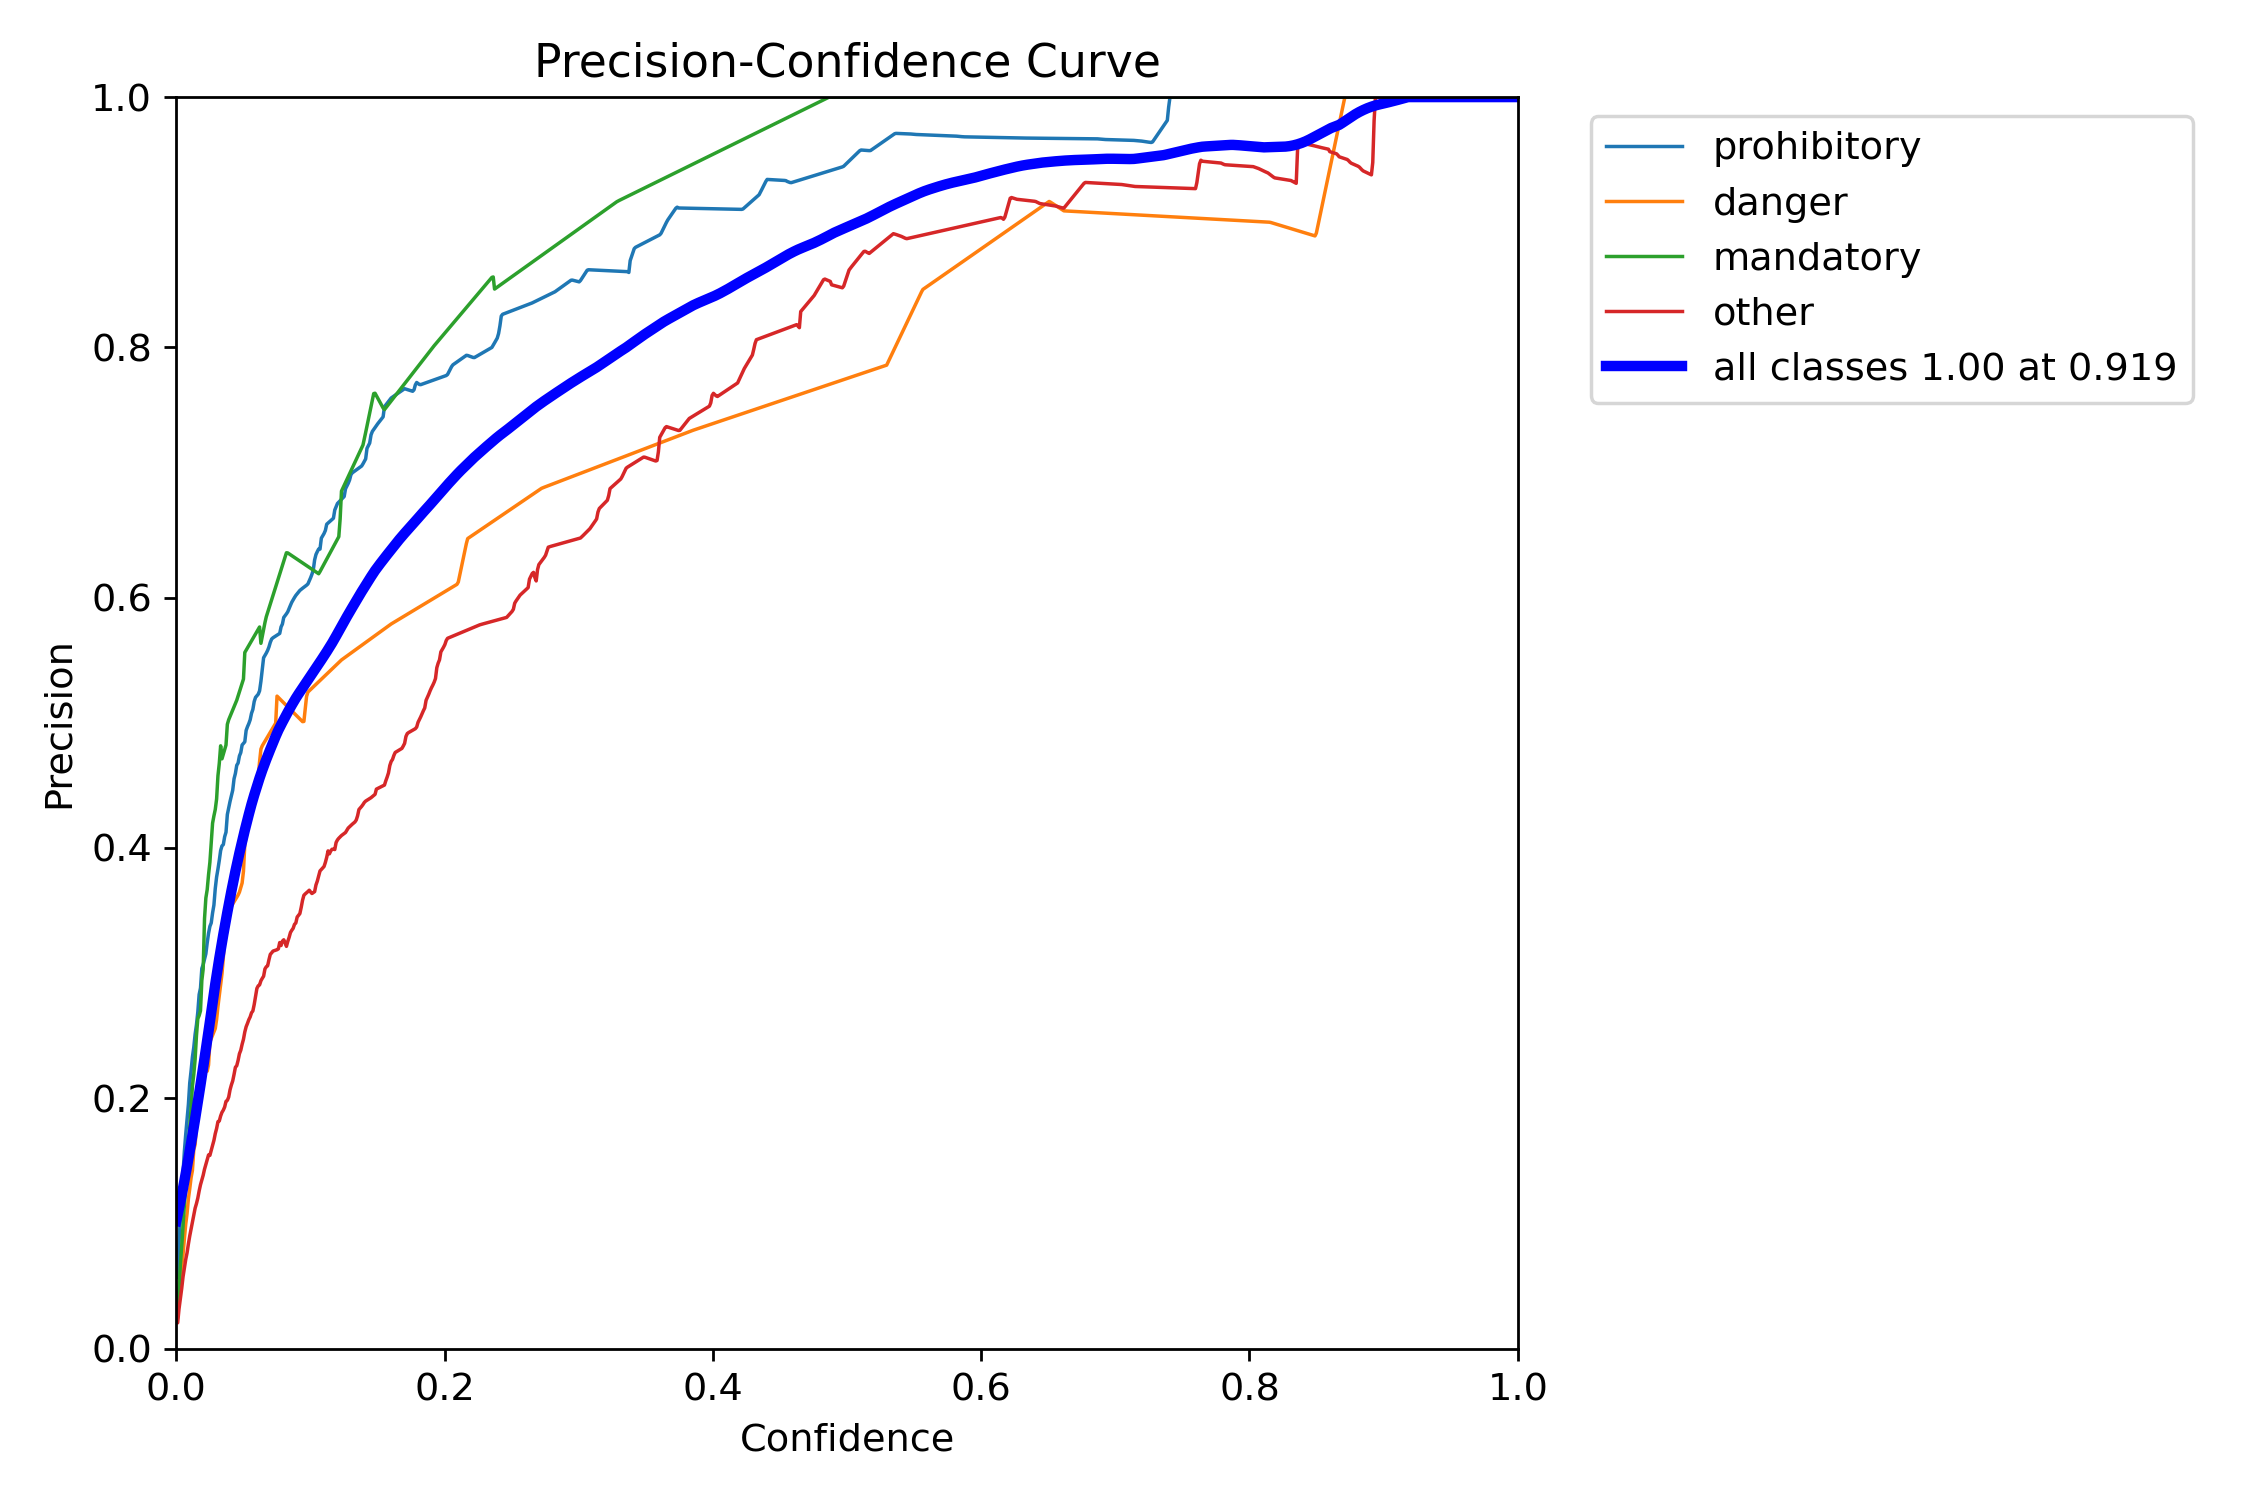 Precision-Confidence Curve
1.0
0.8
0.6
0.4
0.2
0.0
Precision
0.0 0.2 0.4 0.6 0.8 1.0
Confidence
prohibitory
danger
mandatory
other
all classes 1.00 at 0.919